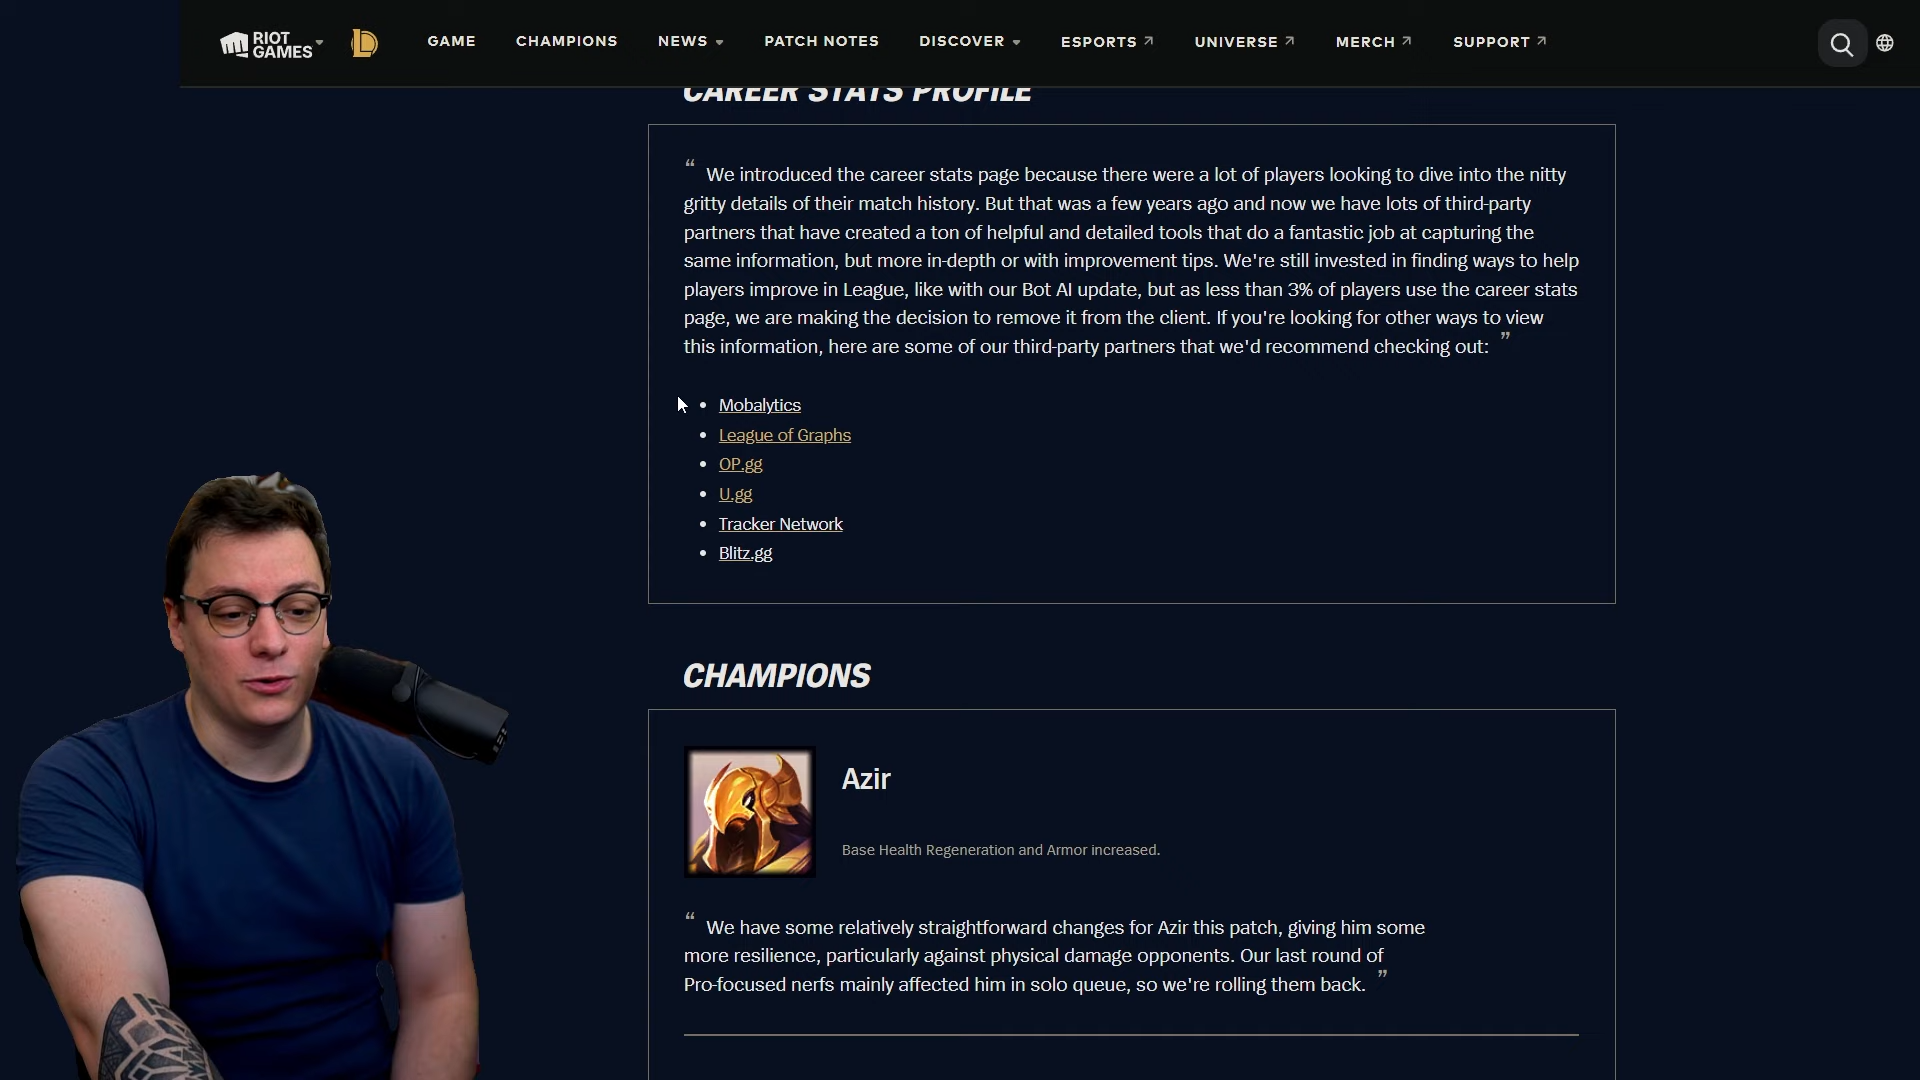 RIOT GAMES
GAME
CHAMPIONS
NEWS
PATCH NOTES
DISCOVER
ESPORTS
UNIVERSE
MERCH
SUPPORT
CAREER STATS PROFILE
“ We introduced the career stats page because there were a lot of players looking to dive into the nitty
gritty details of their match history. But that was a few years ago and now we have lots of third-party
partners that have created a ton of helpful and detailed tools that do a fantastic job at capturing the
same information, but more in-depth or with improvement tips. We're still invested in finding ways to help
players improve in League, like with our Bot AI update, but as less than 3% of players use the career stats
page, we are making the decision to remove it from the client. If you're looking for other ways to view
this information, here are some of our third-party partners that we'd recommend checking out: ”
• Mobalytics
• League of Graphs
• OP.gg
• U.gg
• Tracker Network
• Blitz.gg
CHAMPIONS
Azir
Base Health Regeneration and Armor increased.
“ We have some relatively straightforward changes for Azir this patch, giving him some
more resilience, particularly against physical damage opponents. Our last round of
Pro-focused nerfs mainly affected him in solo queue, so we're rolling them back. ”